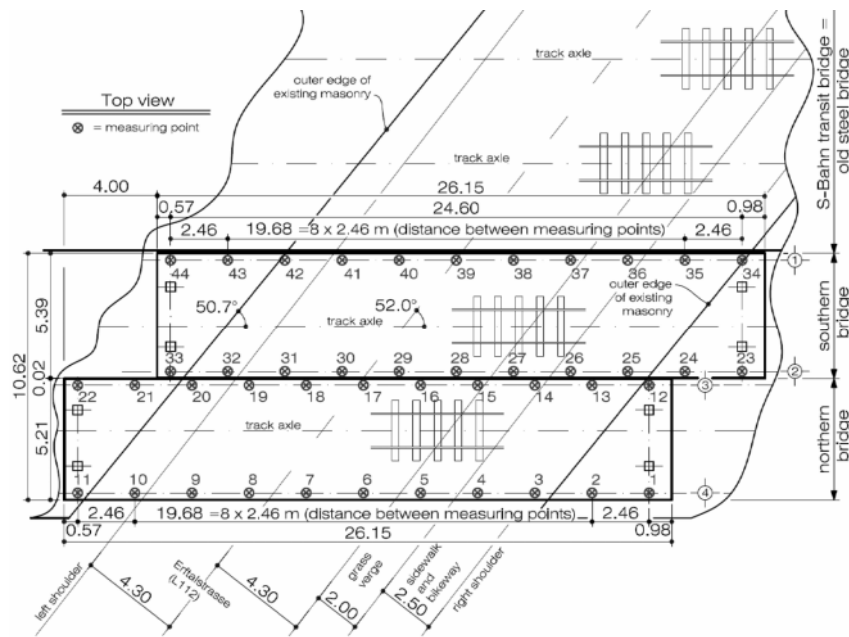 track axle
outer edge of
existing masonry
S-Bahn transit bridge =
old steel bridge
Top view
⊗ = measuring point
track axle
4.00
26.15
0.57
24.60
0.98
2.46
19.68 =8 x 2.46 m (distance between measuring points)
2.46
44 43 42 41 40 39 38 37 36 35 34
1
outer edge
of existing
masonry
50.7°
52.0°
track axle
5.39
southern
bridge
10.62
33 32 31 30 29 28 27 26 25 24 23
2
0.02
3
22 21 20 19 18 17 16 15 14 13 12
track axle
5.21
northern
bridge
11 10 9 8 7 6 5 4 3 2 1
4
2.46
19.68 =8 x 2.46 m (distance between measuring points)
2.46
0.57
26.15
0.98
left shoulder
4.30
Erftalstrasse
(L112)
4.30
grass
verge
2.00
sidewalk
and
bikeway
2.50
right shoulder